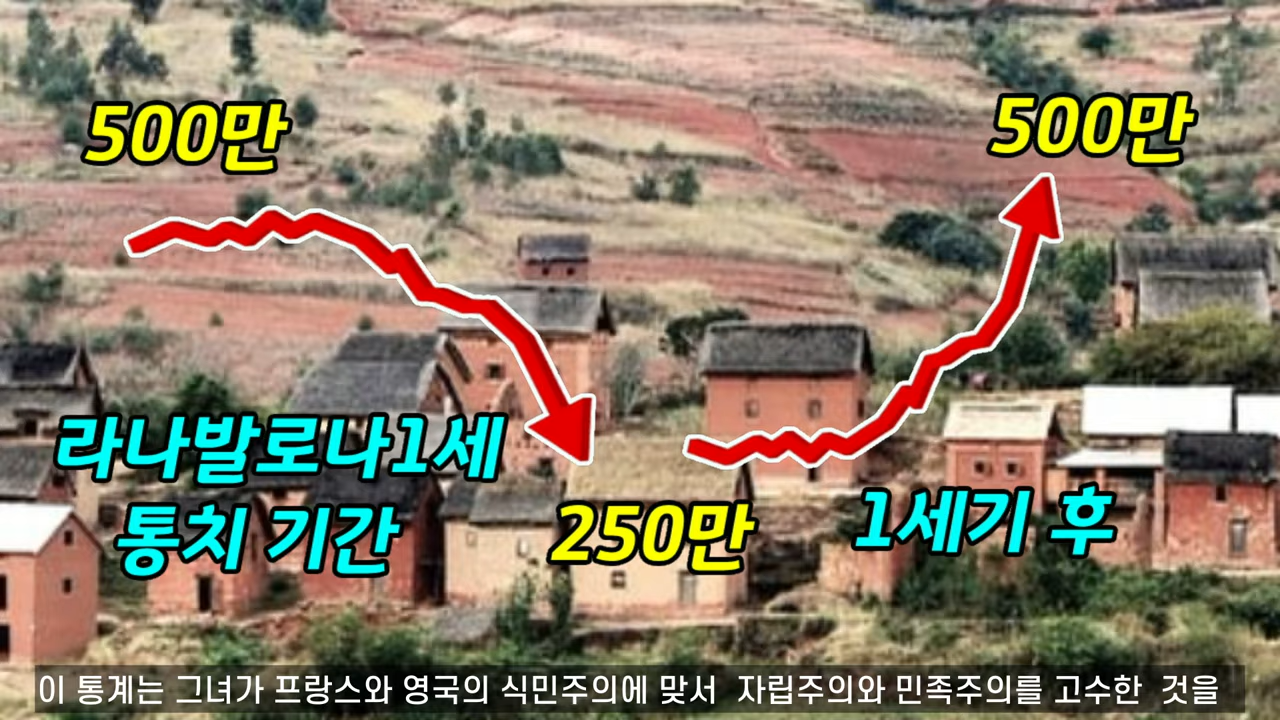 500만
500만
라나발로나1세
통치 기간
250만
1세기 후
이 통계는 그녀가 프랑스와 영국의 식민주의에 맞서 자립주의와 민족주의를 고수한 것을